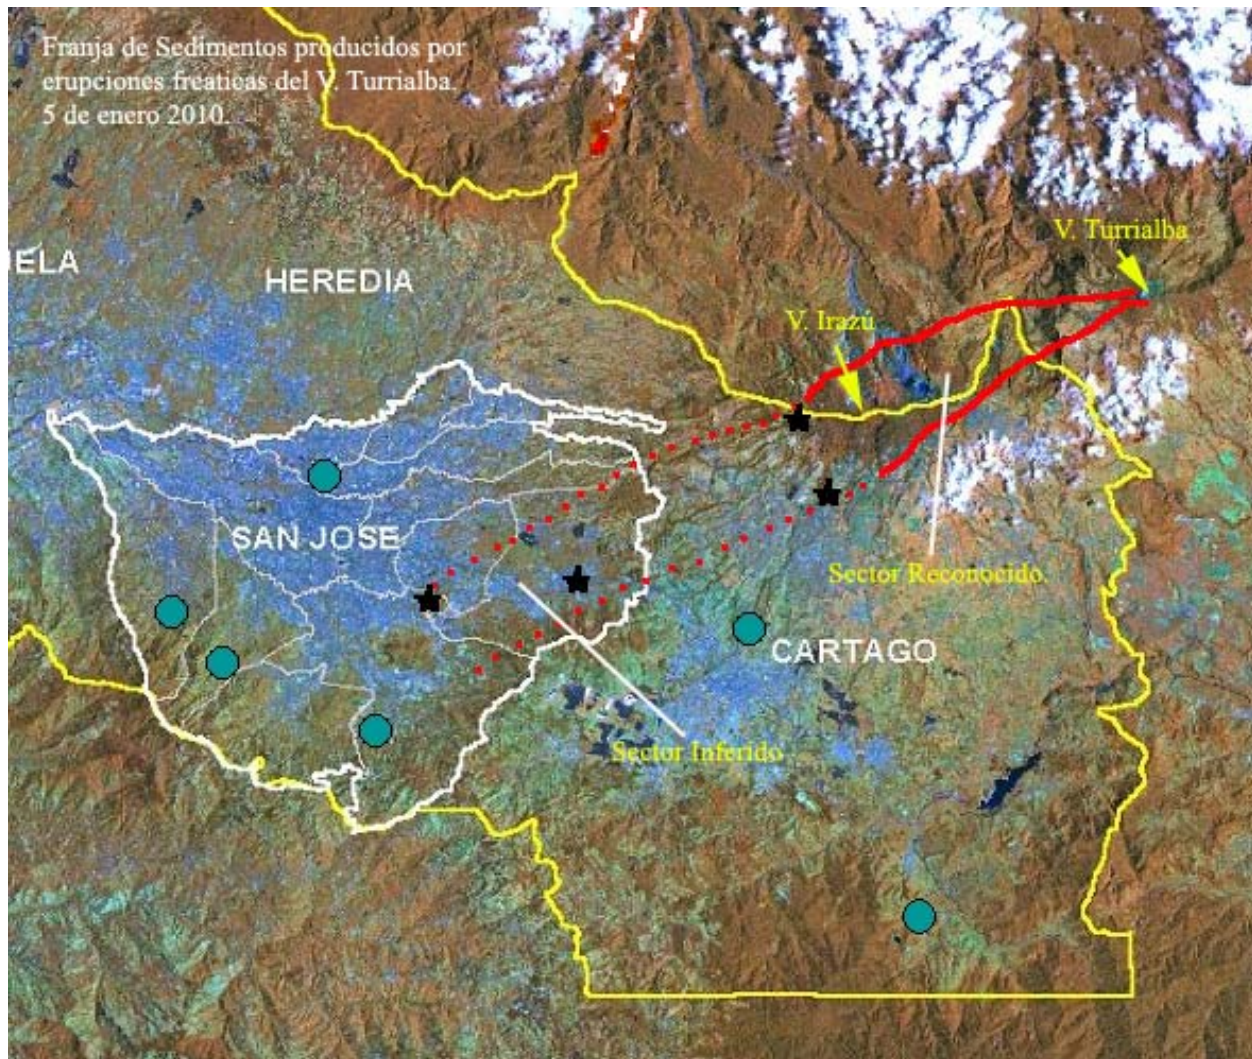 Franja de Sedimentos producidos por
erupciones freaticas del V. Turrialba.
5 de enero 2010.
V. Turrialba
IELA
HEREDIA
V. Irazú
SAN JOSE
Sector Reconocido.
CARTAGO
Sector Inferido